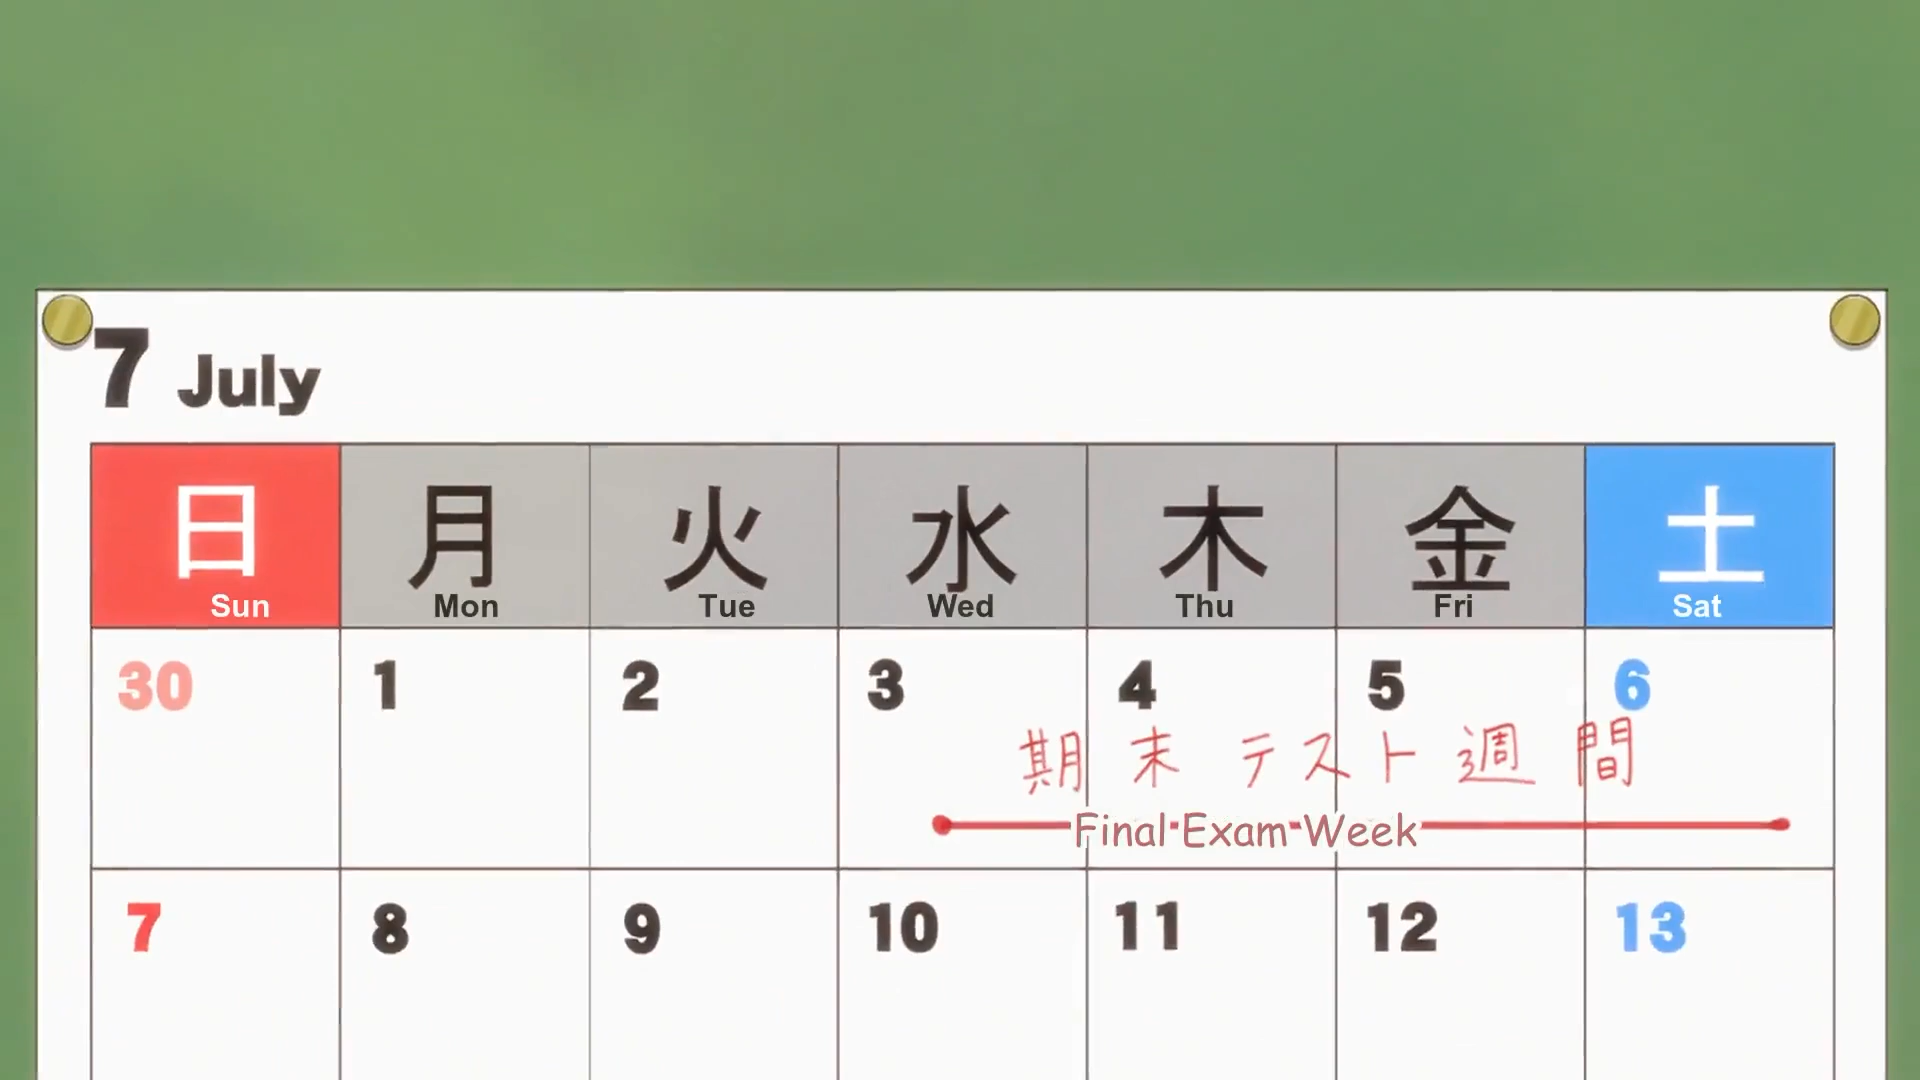 7 July
日 月 火 水 木 金 土
Sun Mon Tue Wed Thu Fri Sat
30 1 2 3 4 5 6
期末テスト週間
Final Exam Week
7 8 9 10 11 12 13